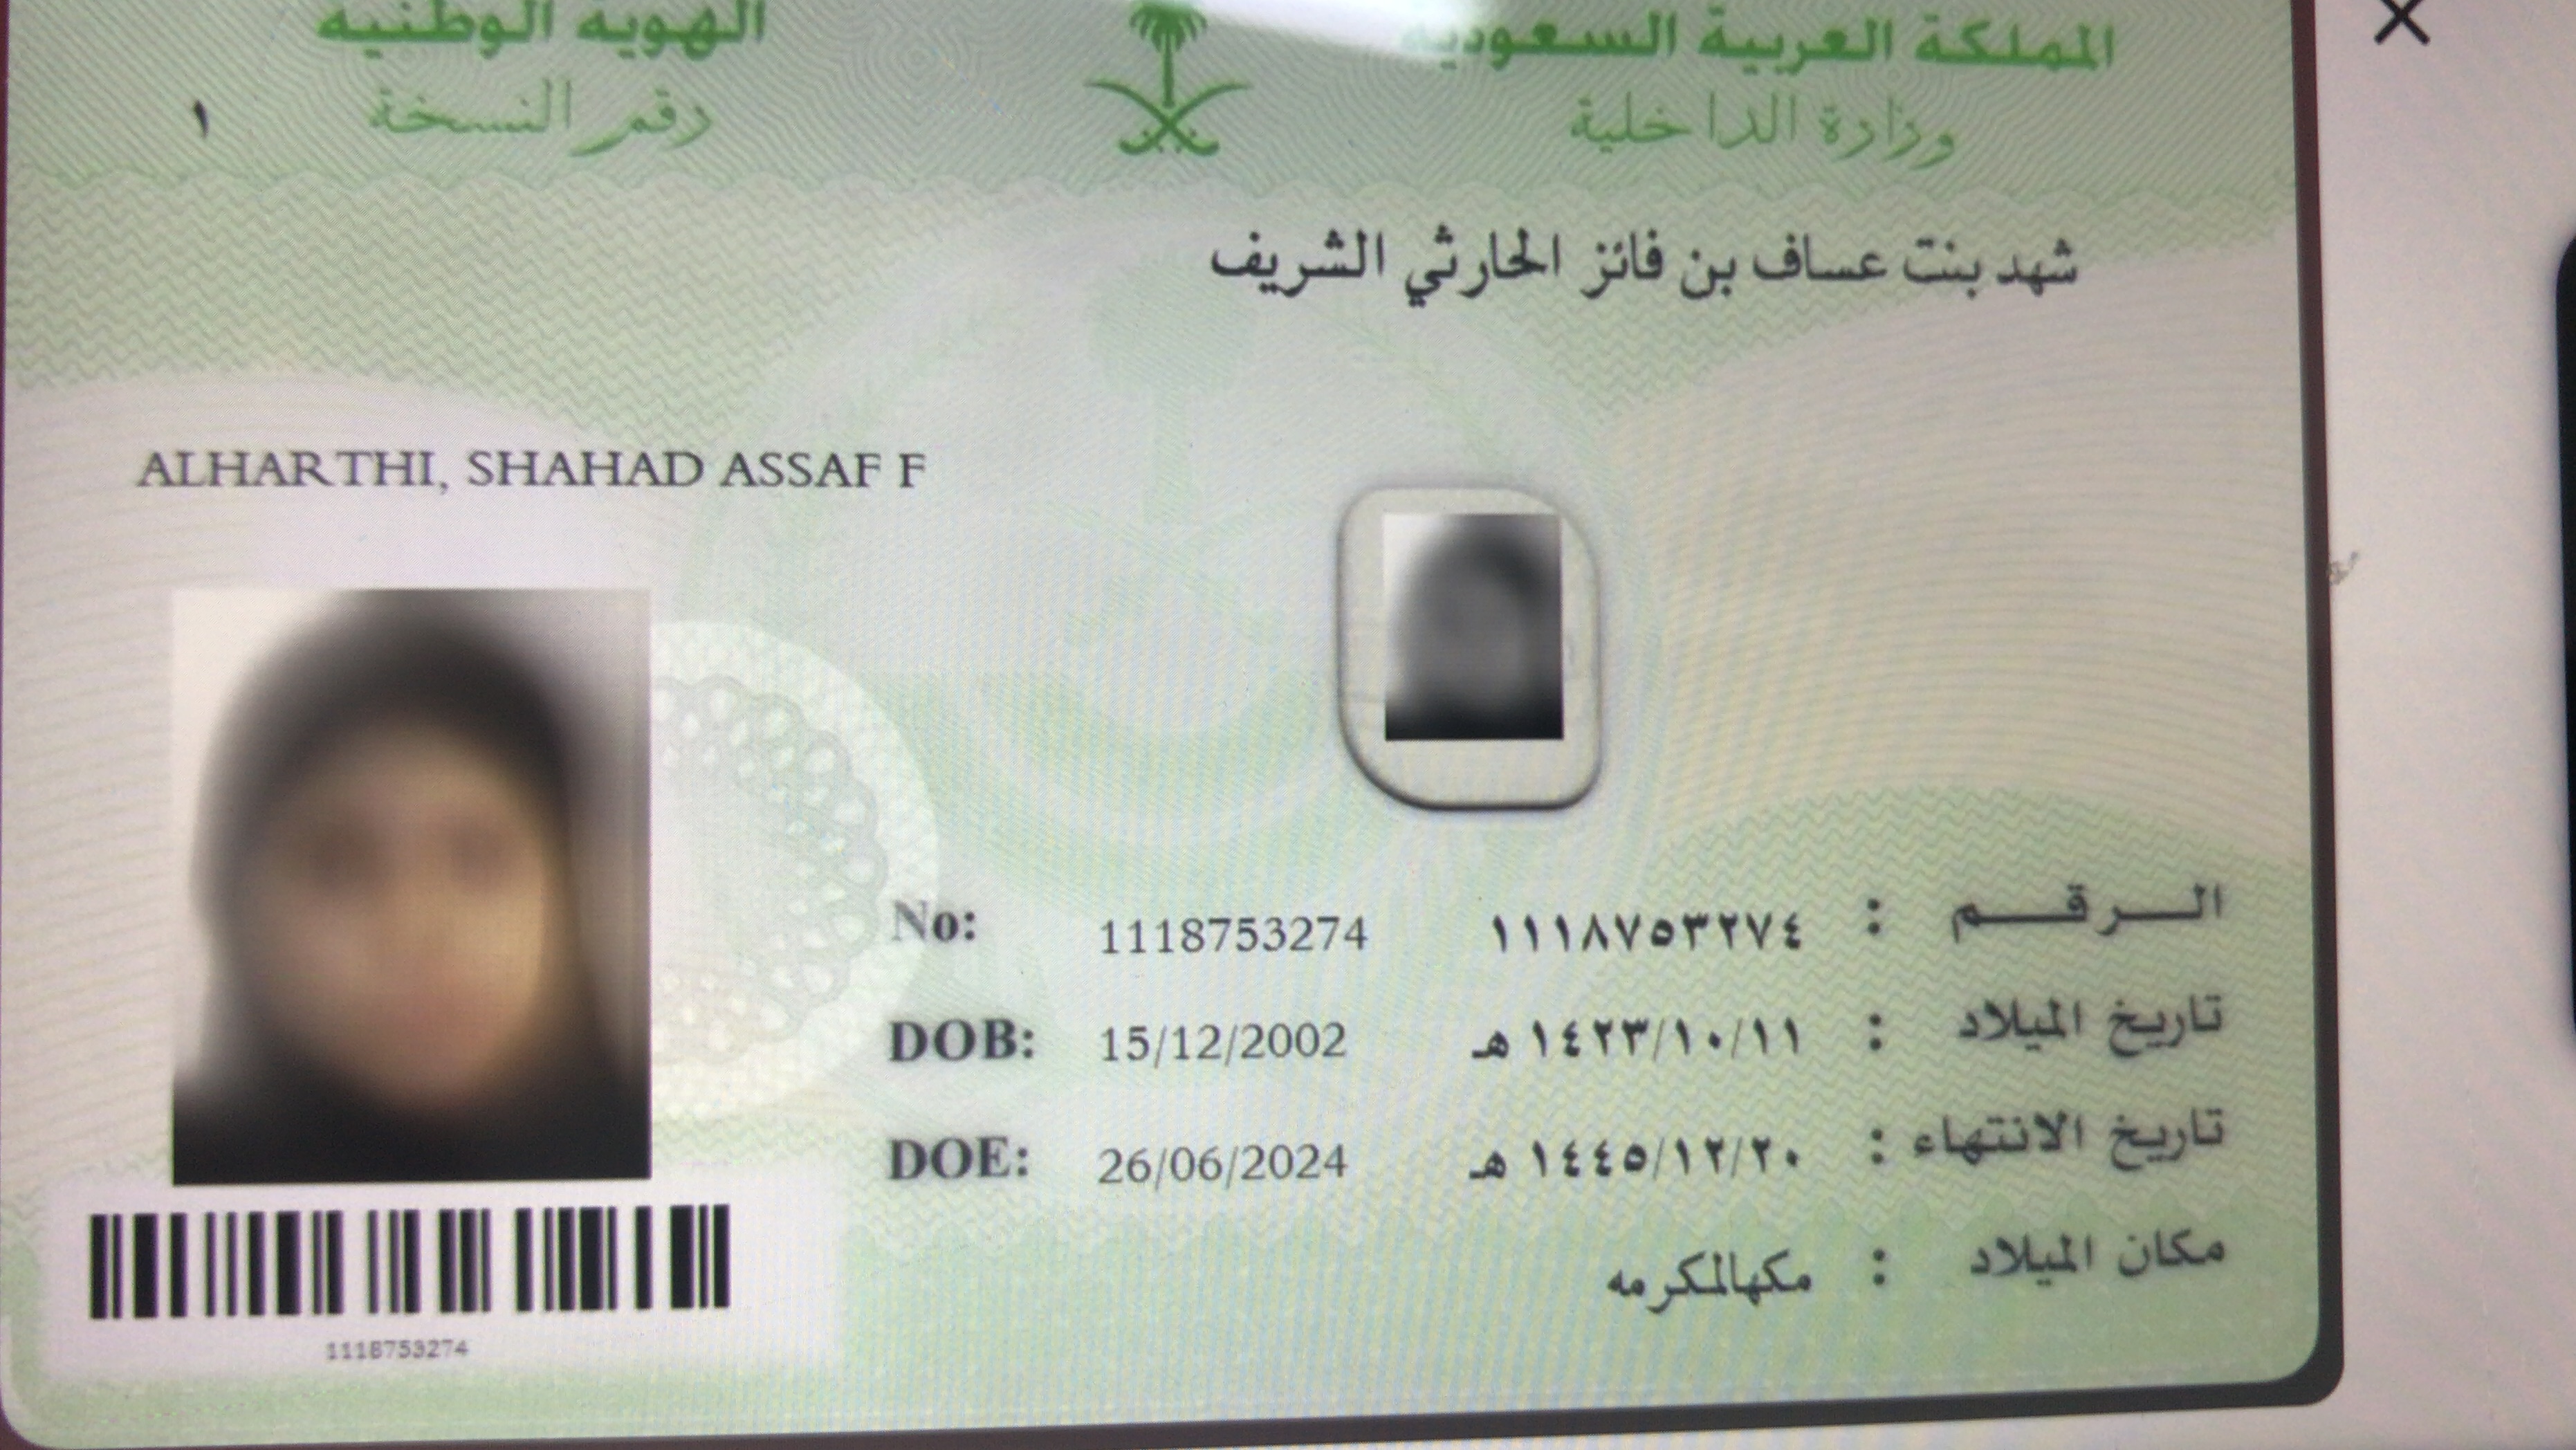 المملكة العربية السعودية
الهوية الوطنية
وزارة الداخلية
رقم النسخة ١
شهد بنت عساف بن فائز الحارثي الشريف
ALHARTHI, SHAHAD ASSAF F
الرقم : ١١١٨٧٥٣٢٧٤ No: 1118753274
تاريخ الميلاد : ١٤٢٣/١٠/١١ هـ DOB: 15/12/2002
تاريخ الانتهاء : ١٤٤٥/١٢/٢٠ هـ DOE: 26/06/2024
مكان الميلاد : مكهالمكرمه
1118753274